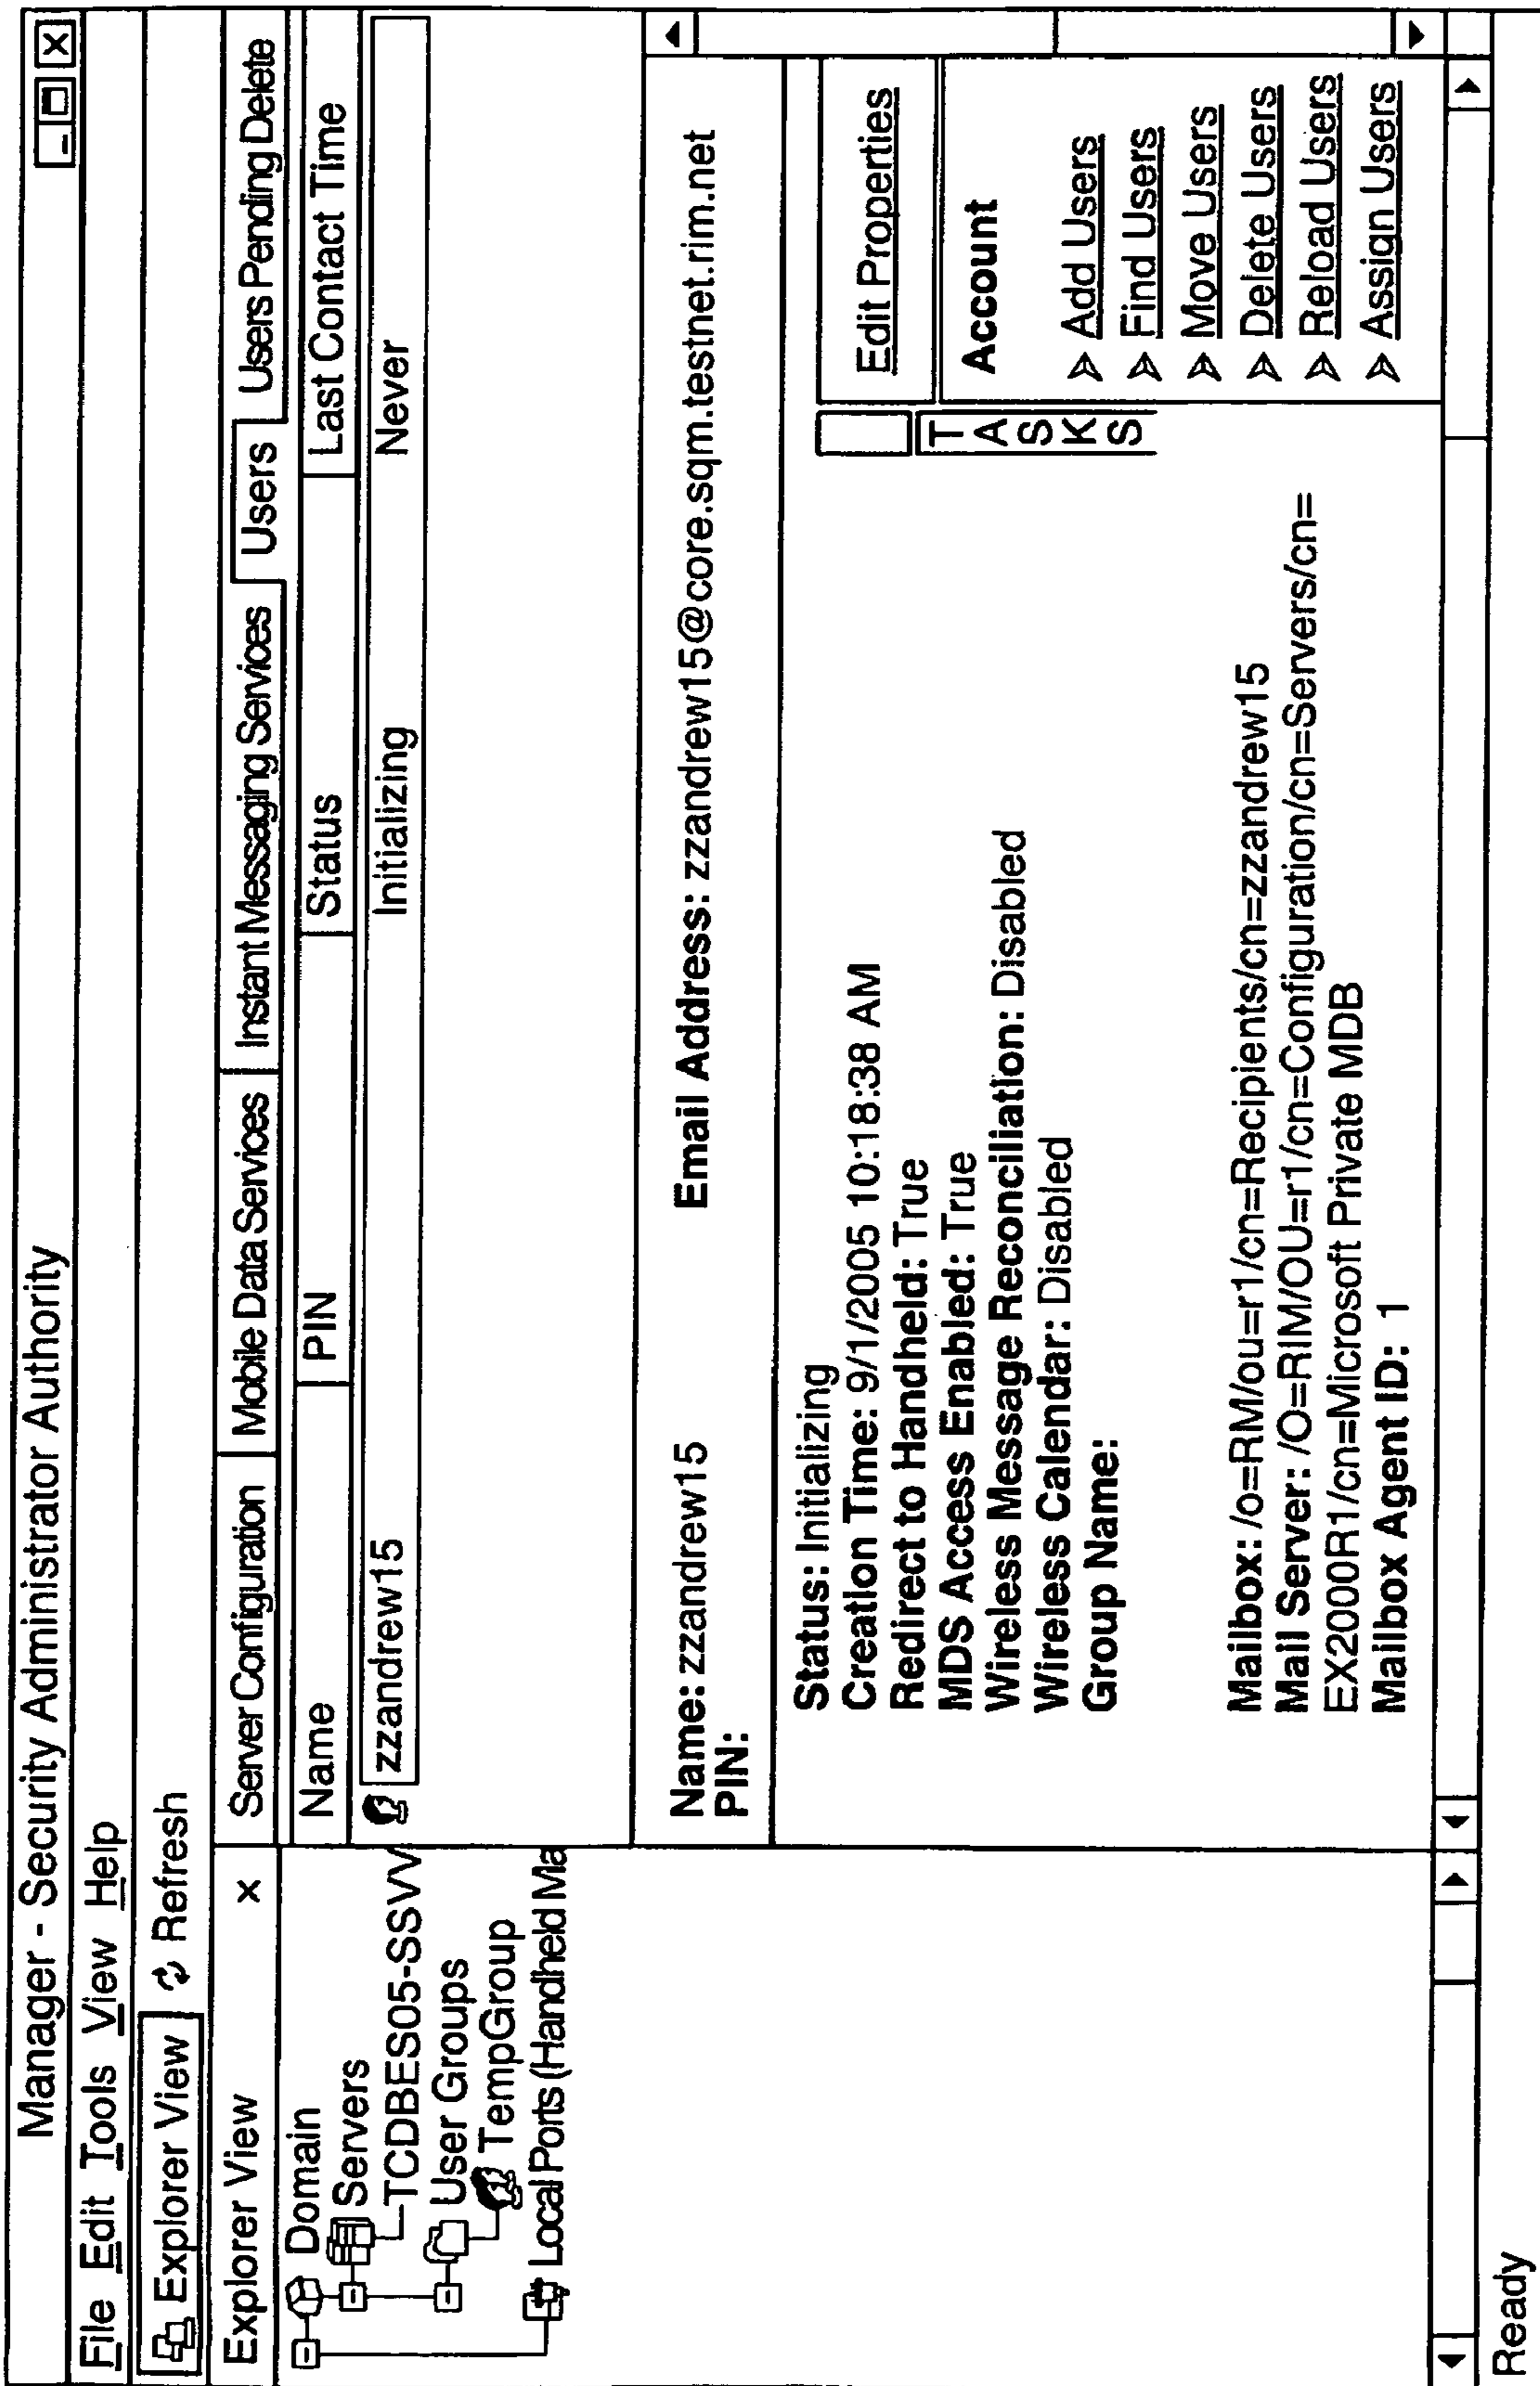 Manager - Security Administrator Authority
File Edit Tools View Help
Explorer View Refresh
Explorer View x
Domain
Servers
TCDBES05-SSVV
User Groups
TempGroup
Local Ports (Handheld Ma
Server Configuration Mobile Data Services Instant Messaging Services Users Users Pending Delete
Name PIN Status Last Contact Time
zzandrew15 Initializing Never
Name: zzandrew15 Email Address: zzandrew15@core.sqm.testnet.rim.net
PIN:
Status: Initializing
Creation Time: 9/1/2005 10:18:38 AM
Redirect to Handheld: True
MDS Access Enabled: True
Wireless Message Reconciliation: Disabled
Wireless Calendar: Disabled
Group Name:
Mailbox: /o=RM/ou=r1/cn=Recipients/cn=zzandrew15
Mail Server: /O=RIM/OU=r1/cn=Configuration/cn=Servers/cn=
EX2000R1/cn=Microsoft Private MDB
Mailbox Agent ID: 1
TASKS
Edit Properties
Account
Add Users
Find Users
Move Users
Delete Users
Reload Users
Assign Users
Ready